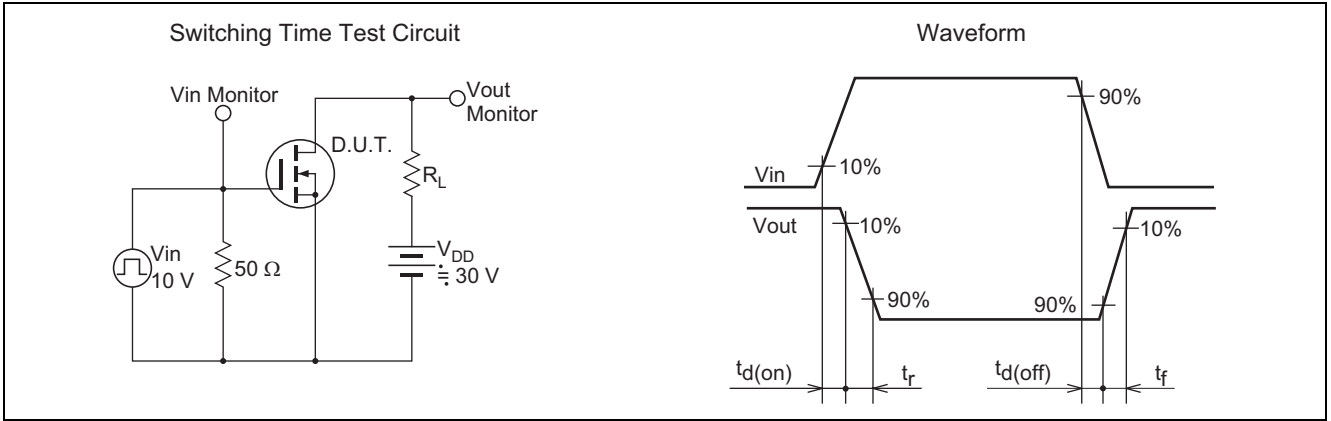 Switching Time Test Circuit
Vin Monitor
Vout
Monitor
D.U.T.
RL
Vin
10 V
50 Ω
VDD
≒ 30 V
Waveform
90%
10%
Vin
Vout
10%
10%
90%
90%
td(on)
tr
td(off)
tf